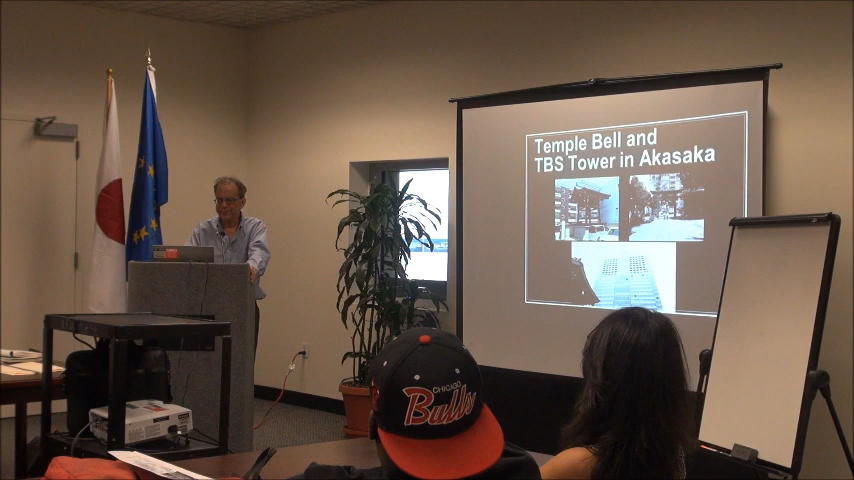 Temple Bell and
TBS Tower in Akasaka
CHICAGO
Bulls